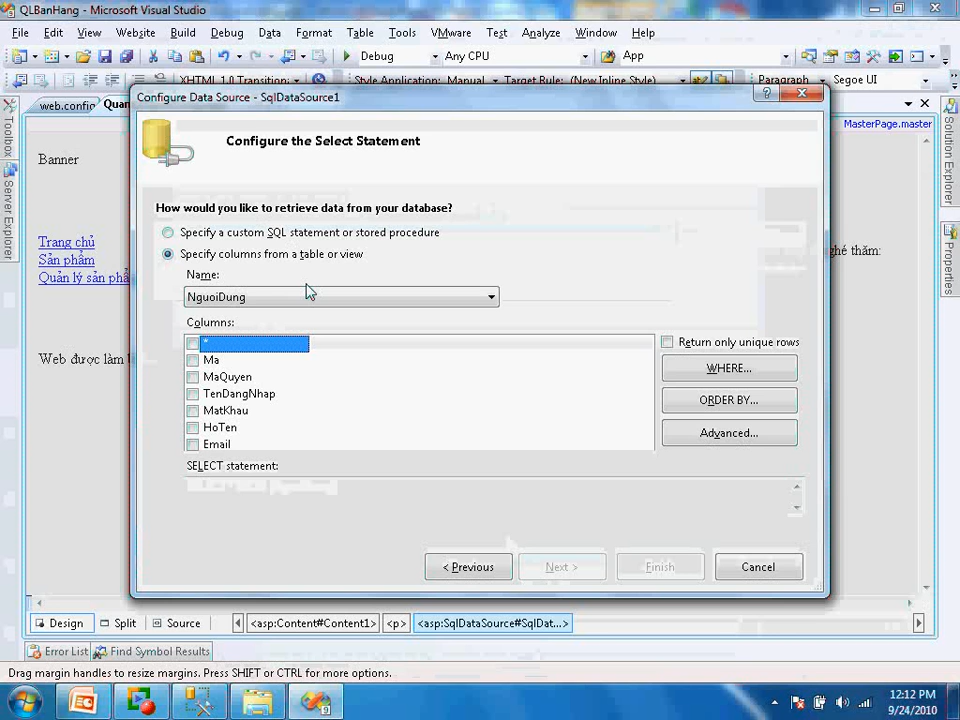 QLBanHang - Microsoft Visual Studio
File Edit View Website Build Debug Data Format Table Tools VMware Test Analyze Window Help
Debug Any CPU App
XHTML 1.0 Transition Style Application: Manual Target Rule: (New Inline Style) Paragraph Segoe UI
web.config Quan
Configure Data Source - SqlDataSource1
MasterPage.master
Toolbox
Server Explorer
Solution Explorer
Properties
Configure the Select Statement
Banner
How would you like to retrieve data from your database?
Specify a custom SQL statement or stored procedure
Trang chủ
Specify columns from a table or view
ghé thăm:
Sản phẩm
Quản lý sản phẩ
Name:
NguoiDung
Columns:
*
Return only unique rows
Web được làm
Ma
WHERE...
MaQuyen
TenDangNhap
ORDER BY...
MatKhau
HoTen
Advanced...
Email
SELECT statement:
< Previous Next > Finish Cancel
Design Split Source <asp:Content#Content1> <p> <asp:SqlDataSource#SqlDat...>
Error List Find Symbol Results
Drag margin handles to resize margins. Press SHIFT or CTRL for more options.
12:12 PM
9/24/2010